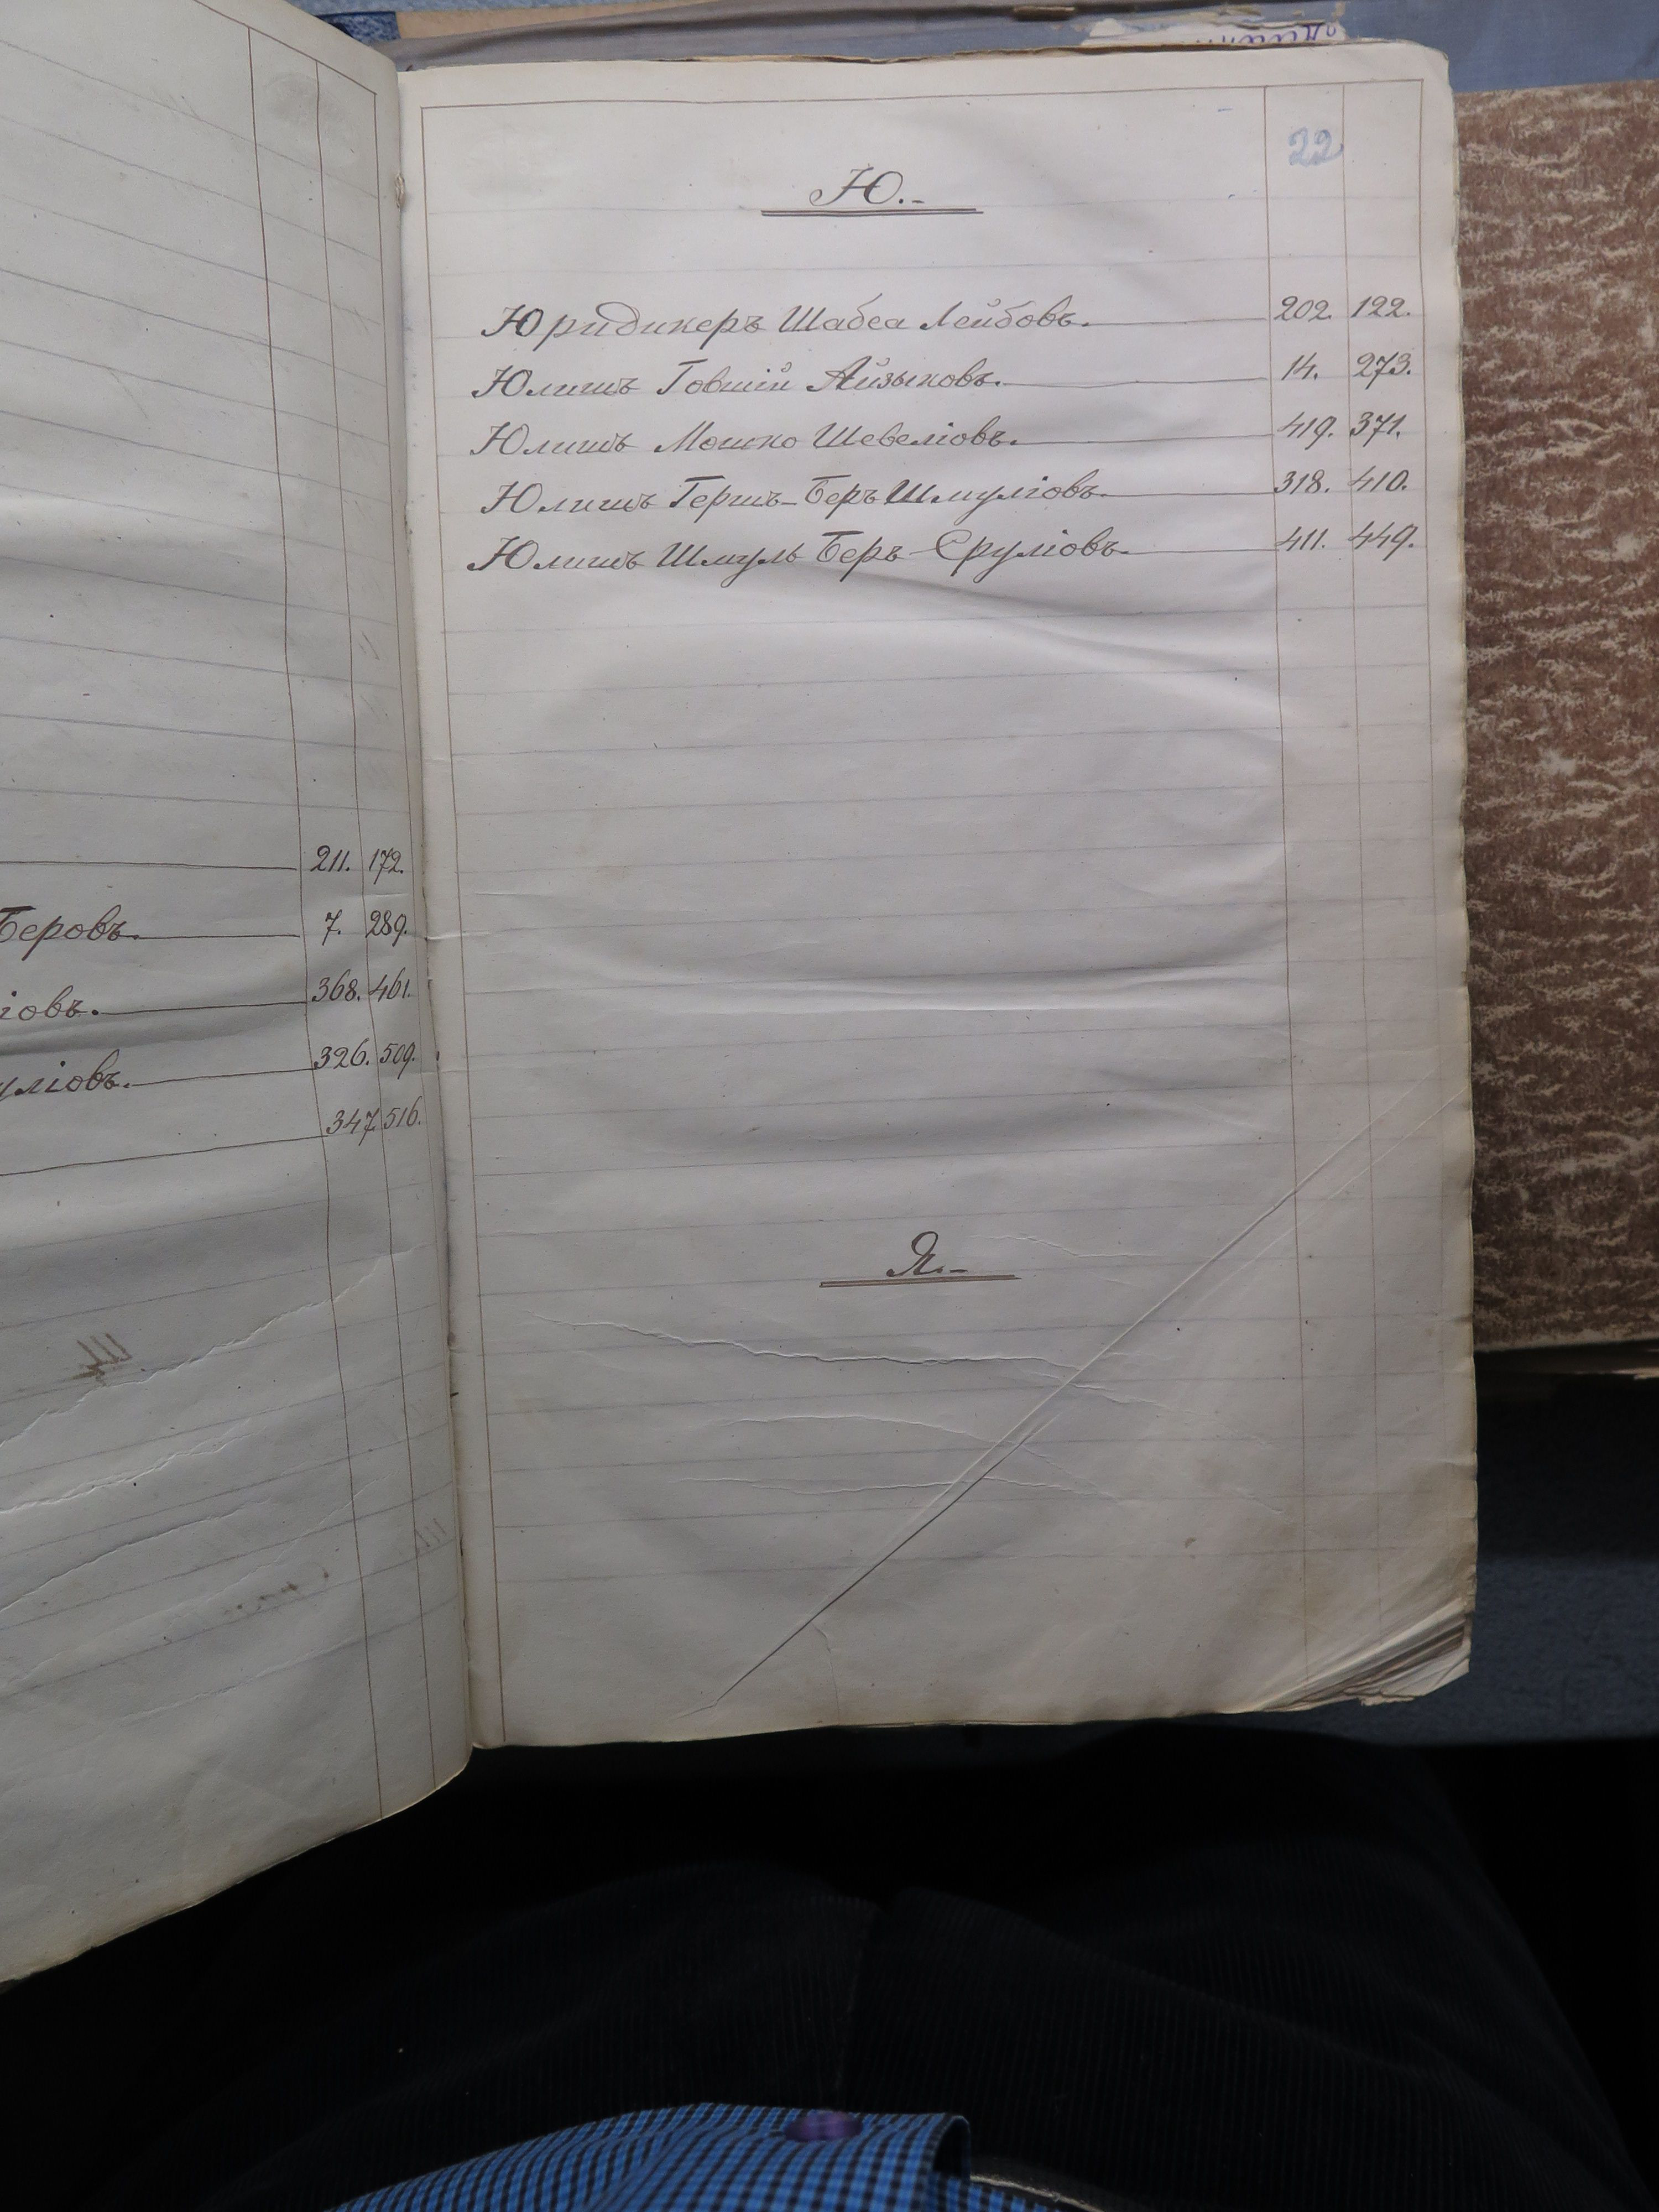 211. 172.
Беровъ. 7. 289.
іовъ. 368. 461.
уліовъ. 326. 509.
347. 516.
22
Ю.-
Юридикеръ Шабса Лейбовъ. 202. 122.
Юлишъ Говшій Айзыковъ. 14. 273.
Юлишъ Мошко Шевеліовъ. 419. 371.
Юлишъ Гершъ-Беръ Шмуліовъ. 318. 410.
Юлишъ Шмуль Беръ-Сруліовъ. 411. 449.
Я.-